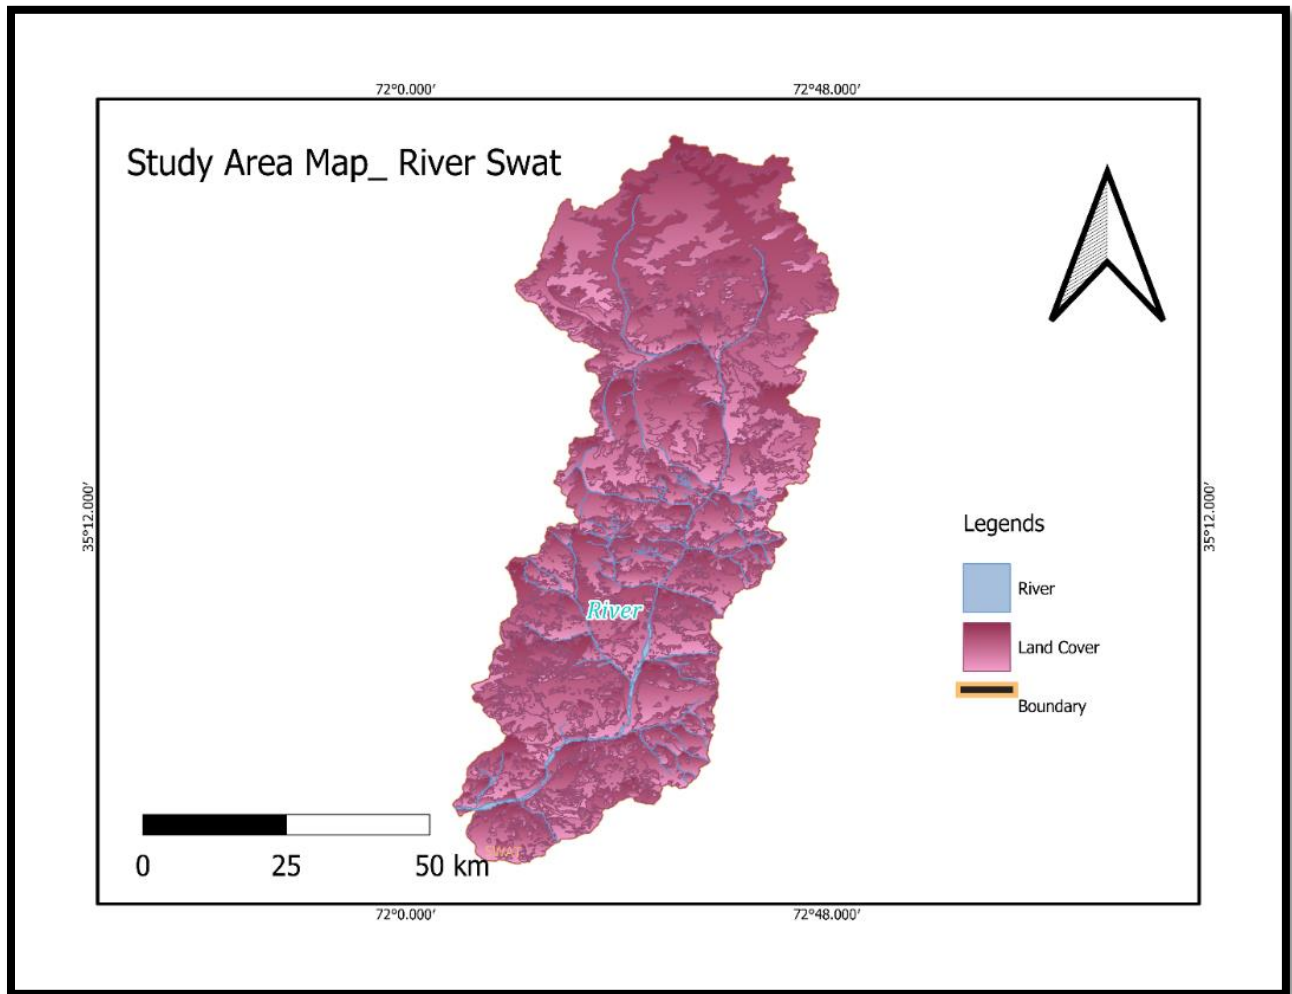 72°0.000′ 72°48.000′
Study Area Map_ River Swat
35°12.000′ 35°12.000′
Legends
River
Land Cover
Boundary
River
SWAT
0 25 50 km
72°0.000′ 72°48.000′